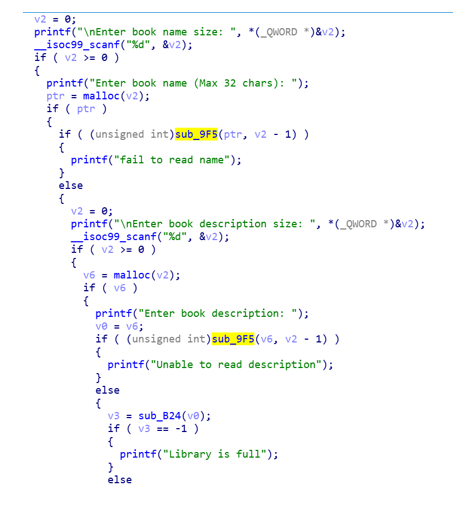 v2 = 0;
printf("\nEnter book name size: ", *(_QWORD *)&v2);
__isoc99_scanf("%d", &v2);
if ( v2 >= 0 )
{
printf("Enter book name (Max 32 chars): ");
ptr = malloc(v2);
if ( ptr )
{
if ( (unsigned int)sub_9F5(ptr, v2 - 1) )
{
printf("fail to read name");
}
else
{
v2 = 0;
printf("\nEnter book description size: ", *(_QWORD *)&v2);
__isoc99_scanf("%d", &v2);
if ( v2 >= 0 )
{
v6 = malloc(v2);
if ( v6 )
{
printf("Enter book description: ");
v0 = v6;
if ( (unsigned int)sub_9F5(v6, v2 - 1) )
{
printf("Unable to read description");
}
else
{
v3 = sub_B24(v0);
if ( v3 == -1 )
{
printf("Library is full");
}
else